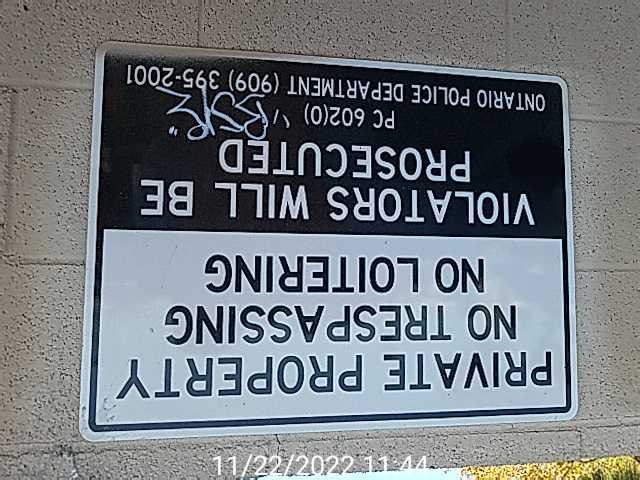 PRIVATE PROPERTY
NO TRESPASSING
NO LOITERING
VIOLATORS WILL BE
PROSECUTED
PC 602(O)
ONTARIO POLICE DEPARTMENT (909) 395-2001
11/22/2022 11:44